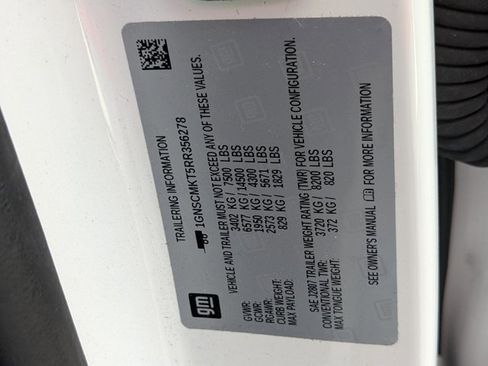 TRAILERING INFORMATION
1GNSCMKT5RR356278
VEHICLE AND TRAILER MUST NOT EXCEED ANY OF THESE VALUES.
GVWR: 3402 KG / 7500 LBS
GCWR: 6577 KG / 14500 LBS
GAWR: 1950 KG / 4300 LBS
RGAWR: 2573 KG / 5671 LBS
CURB WEIGHT: 829 KG / 1829 LBS
MAX PAYLOAD:
SAE J2807 TRAILER WEIGHT RATING (TWR) FOR VEHICLE CONFIGURATION.
CONVENTIONAL TWR: 3720 KG / 8200 LBS
MAX TONGUE WEIGHT: 372 KG / 820 LBS
SEE OWNER'S MANUAL FOR MORE INFORMATION
gm